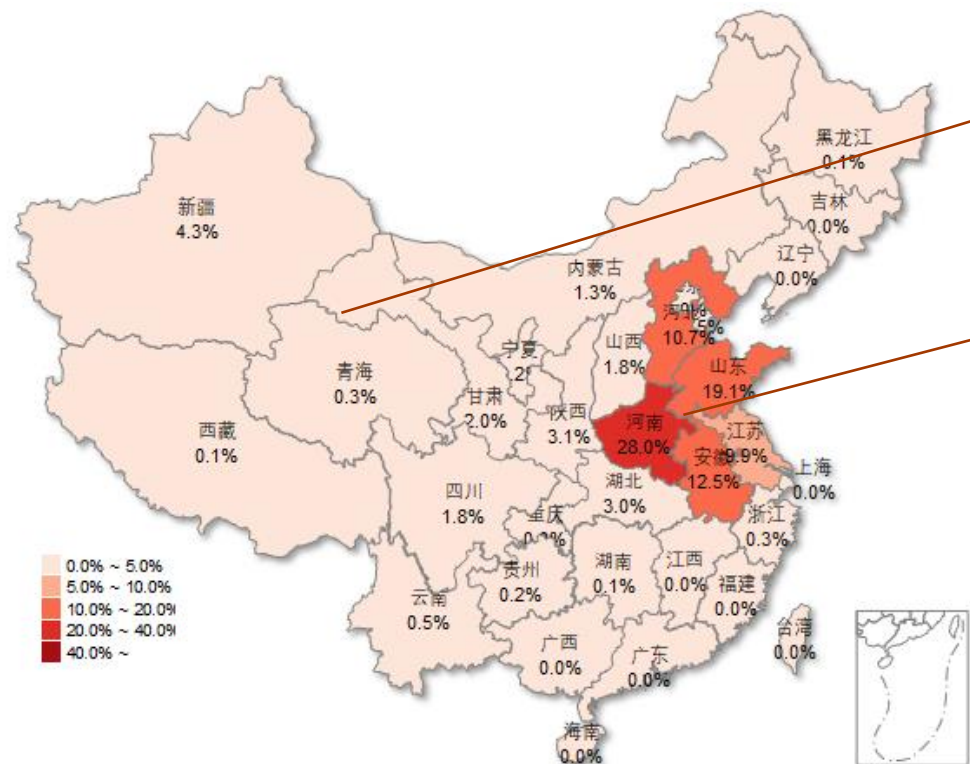 黑龙江
0.1%
吉林
0.0%
辽宁
0.0%
新疆
4.3%
内蒙古
1.3%
河北
10.7%
5%
山西
1.8%
宁夏
山东
19.1%
青海
0.3%
甘肃
2.0%
陕西
3.1%
河南
28.0%
江苏
9.9%
安徽
12.5%
上海
0.0%
西藏
0.1%
四川
1.8%
湖北
3.0%
重庆
浙江
0.3%
贵州
0.2%
湖南
0.1%
江西
0.0%
福建
0.0%
云南
0.5%
广西
0.0%
广东
0.0%
台湾
0.0%
海南
0.0%
0.0% ~ 5.0%
5.0% ~ 10.0%
10.0% ~ 20.0%
20.0% ~ 40.0%
40.0% ~